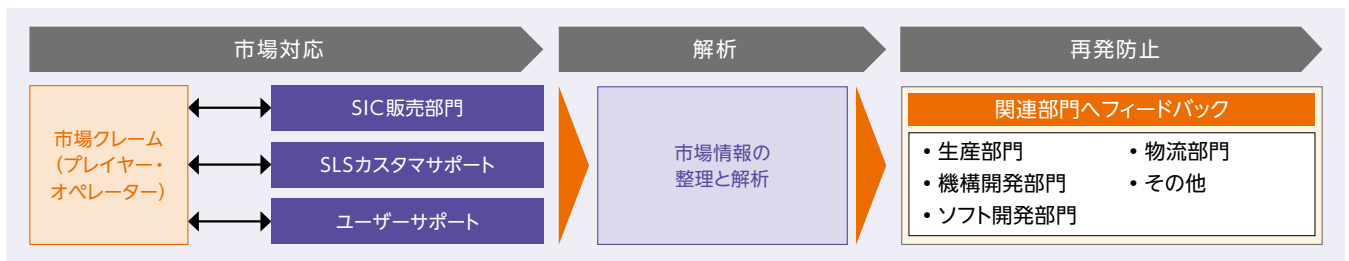 市場対応
解析
再発防止
市場クレーム
(プレイヤー・
オペレーター)
SIC販売部門
SLSカスタマサポート
ユーザーサポート
市場情報の
整理と解析
関連部門へフィードバック
• 生産部門
• 機構開発部門
• ソフト開発部門
• 物流部門
• その他